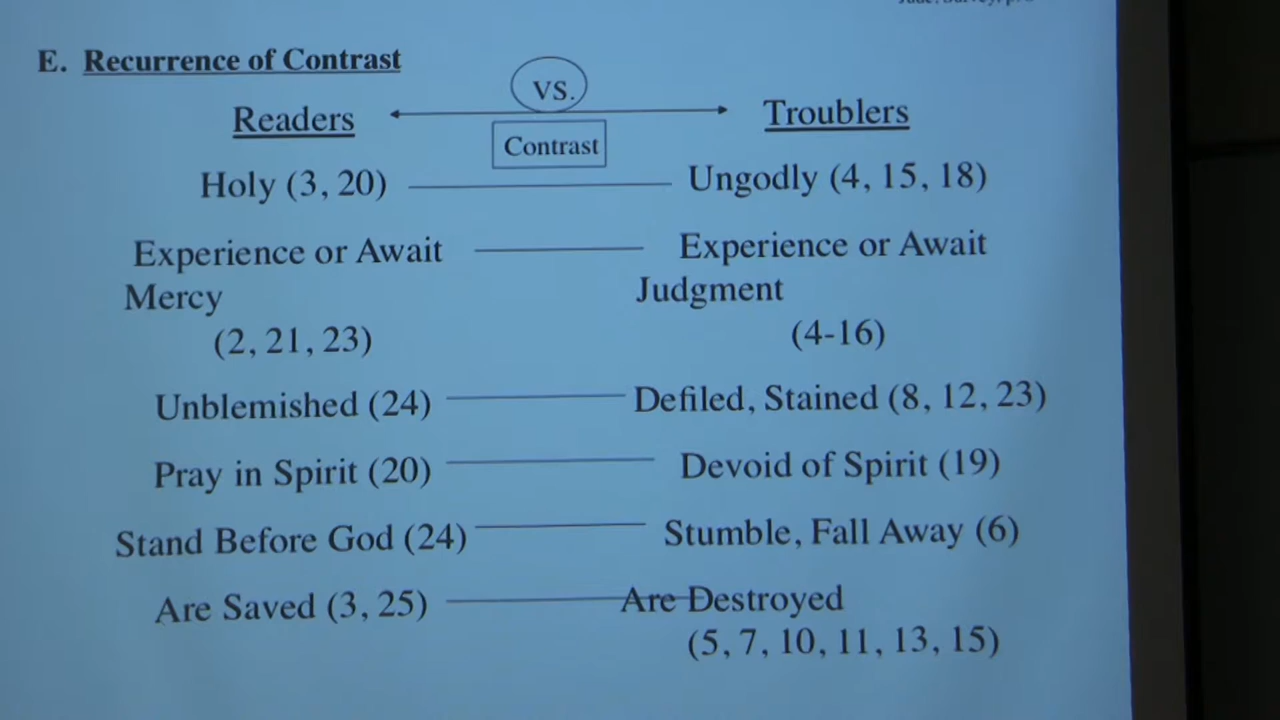 E. Recurrence of Contrast
VS.
Readers Troublers
Contrast
Holy (3, 20) Ungodly (4, 15, 18)
Experience or Await Experience or Await
Mercy Judgment
(2, 21, 23) (4-16)
Unblemished (24) Defiled, Stained (8, 12, 23)
Pray in Spirit (20) Devoid of Spirit (19)
Stand Before God (24) Stumble, Fall Away (6)
Are Saved (3, 25) Are Destroyed
(5, 7, 10, 11, 13, 15)